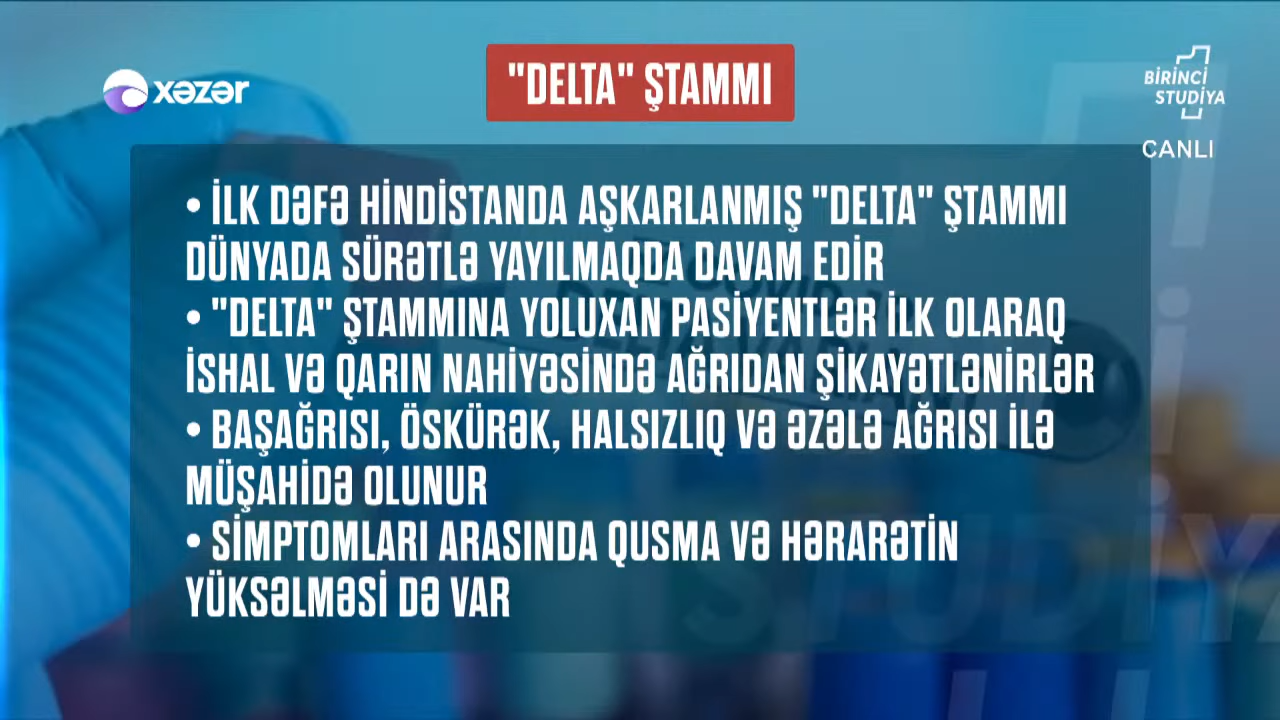 "DELTA" ŞTAMMI
xəzər
BİRİNCİ
STUDİYA
CANLI
• İLK DƏFƏ HİNDİSTANDA AŞKARLANMIŞ "DELTA" ŞTAMMI
DÜNYADA SÜRƏTLƏ YAYILMAQDA DAVAM EDİR
• "DELTA" ŞTAMMINA YOLUXAN PASİYENTLƏR İLK OLARAQ
İSHAL VƏ QARIN NAHİYƏSİNDƏ AĞRIDAN ŞİKAYƏTLƏNİRLƏR
• BAŞAĞRISI, ÖSKÜRƏK, HALSIZLIQ VƏ ƏZƏLƏ AĞRISI İLƏ
MÜŞAHİDƏ OLUNUR
• SİMPTOMLARI ARASINDA QUSMA VƏ HƏRARƏTİN
YÜKSƏLMƏSİ DƏ VAR